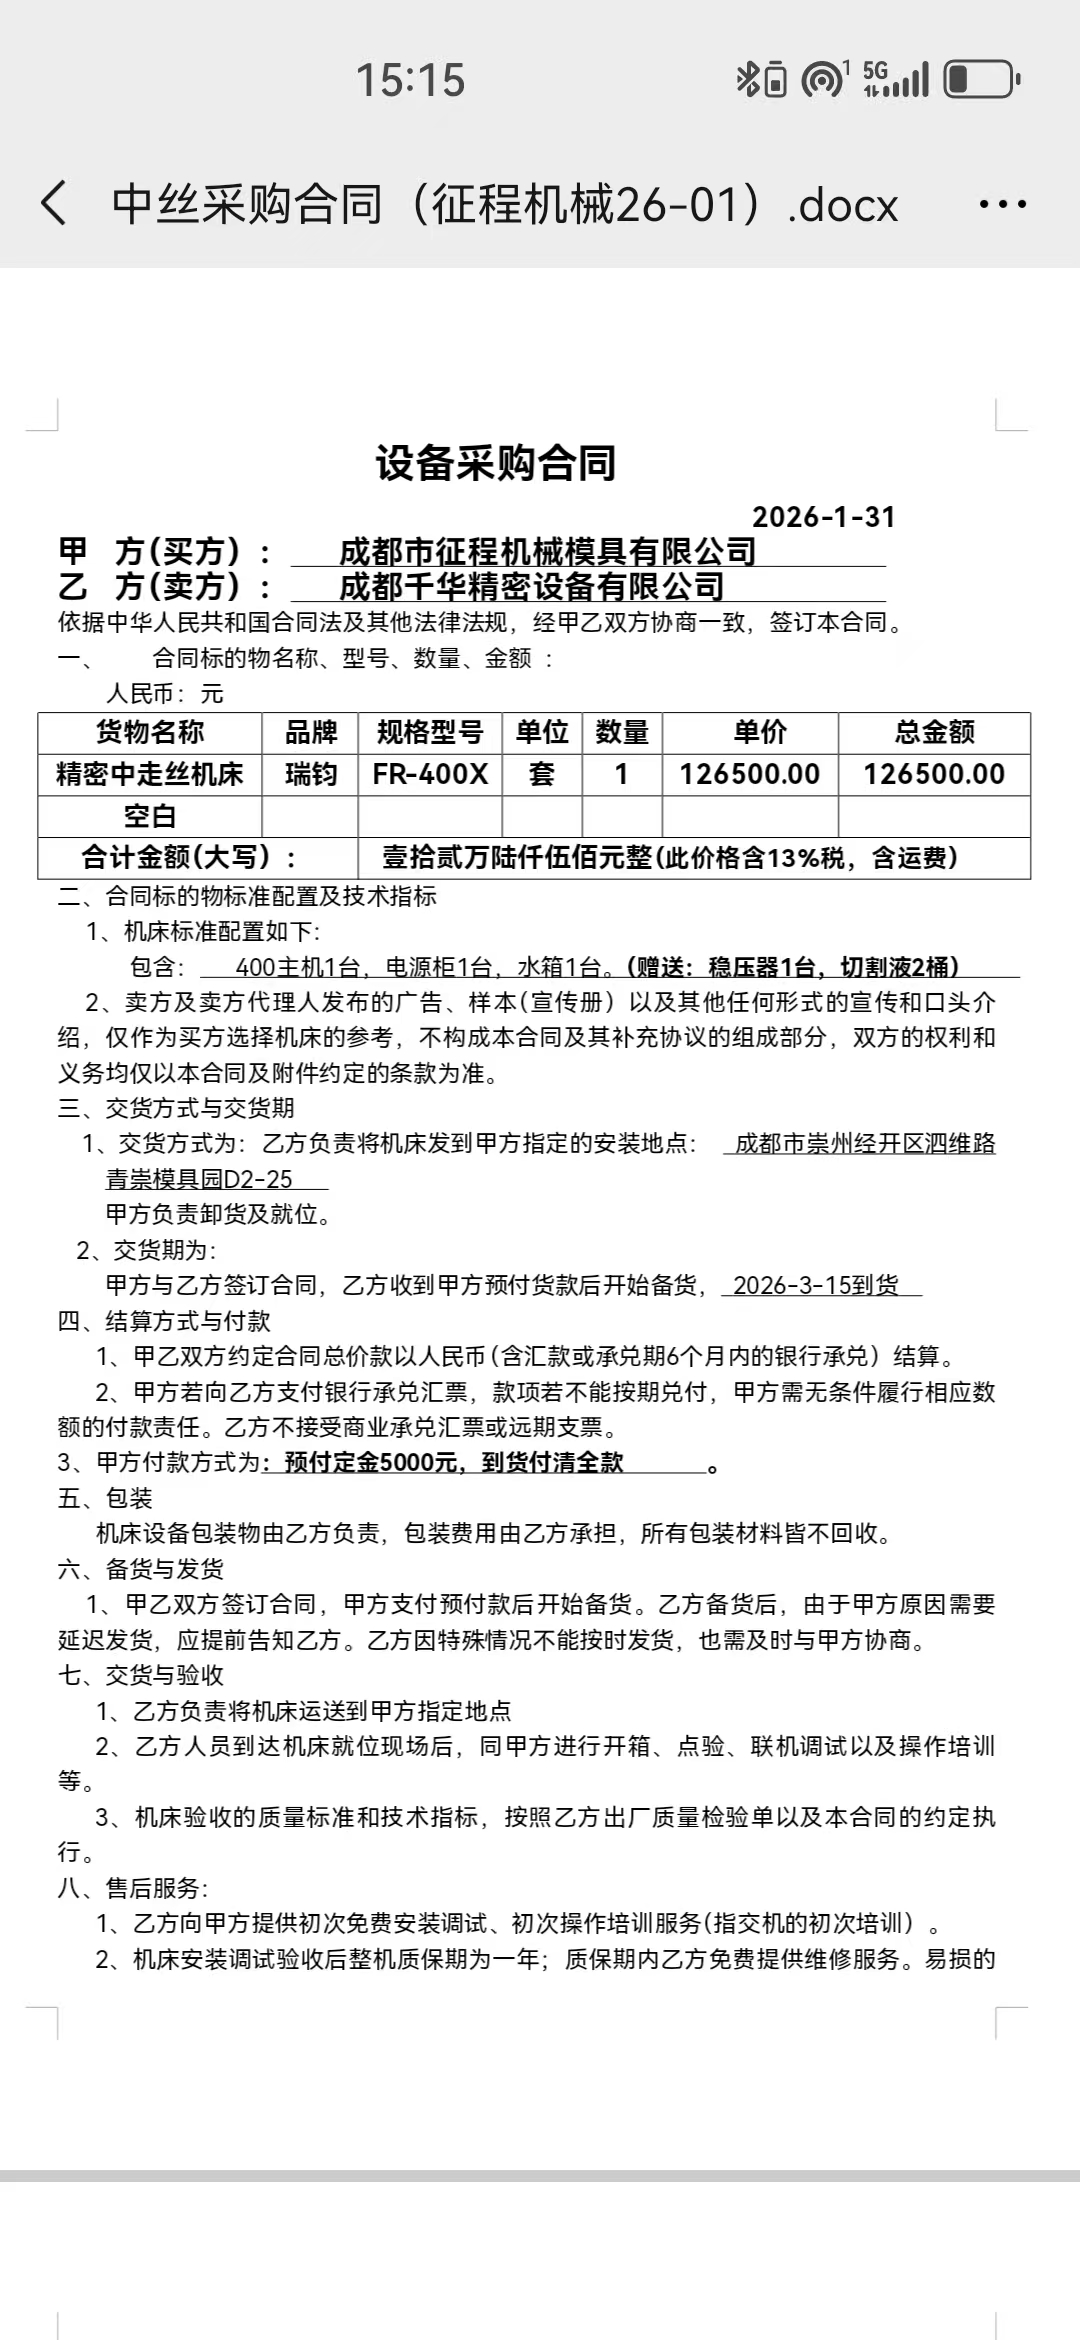 15:15
1 5G
中丝采购合同（征程机械26-01）.docx
设备采购合同
2026-1-31
甲 方(买方)： 成都市征程机械模具有限公司
乙 方(卖方)： 成都千华精密设备有限公司
依据中华人民共和国合同法及其他法律法规，经甲乙双方协商一致，签订本合同。
一、 合同标的物名称、型号、数量、金额 ：
人民币：元
货物名称 品牌 规格型号 单位 数量 单价 总金额
精密中走丝机床 瑞钧 FR-400X 套 1 126500.00 126500.00
空白
合计金额(大写)： 壹拾贰万陆仟伍佰元整(此价格含13%税，含运费)
二、合同标的物标准配置及技术指标
1、机床标准配置如下：
包含： 400主机1台，电源柜1台，水箱1台。(赠送：稳压器1台，切割液2桶)
2、卖方及卖方代理人发布的广告、样本(宣传册) 以及其他任何形式的宣传和口头介
绍，仅作为买方选择机床的参考，不构成本合同及其补充协议的组成部分，双方的权利和
义务均仅以本合同及附件约定的条款为准。
三、交货方式与交货期
1、交货方式为：乙方负责将机床发到甲方指定的安装地点： 成都市崇州经开区泗维路
青崇模具园D2-25
甲方负责卸货及就位。
2、交货期为：
甲方与乙方签订合同，乙方收到甲方预付货款后开始备货， 2026-3-15到货
四、结算方式与付款
1、甲乙双方约定合同总价款以人民币(含汇款或承兑期6个月内的银行承兑) 结算。
2、甲方若向乙方支付银行承兑汇票，款项若不能按期兑付，甲方需无条件履行相应数
额的付款责任。乙方不接受商业承兑汇票或远期支票。
3、甲方付款方式为：预付定金5000元，到货付清全款 。
五、包装
机床设备包装物由乙方负责，包装费用由乙方承担，所有包装材料皆不回收。
六、备货与发货
1、甲乙双方签订合同，甲方支付预付款后开始备货。乙方备货后，由于甲方原因需要
延迟发货，应提前告知乙方。乙方因特殊情况不能按时发货，也需及时与甲方协商。
七、交货与验收
1、乙方负责将机床运送到甲方指定地点
2、乙方人员到达机床就位现场后，同甲方进行开箱、点验、联机调试以及操作培训
等。
3、机床验收的质量标准和技术指标，按照乙方出厂质量检验单以及本合同的约定执
行。
八、售后服务：
1、乙方向甲方提供初次免费安装调试、初次操作培训服务(指交机的初次培训) 。
2、机床安装调试验收后整机质保期为一年；质保期内乙方免费提供维修服务。易损的